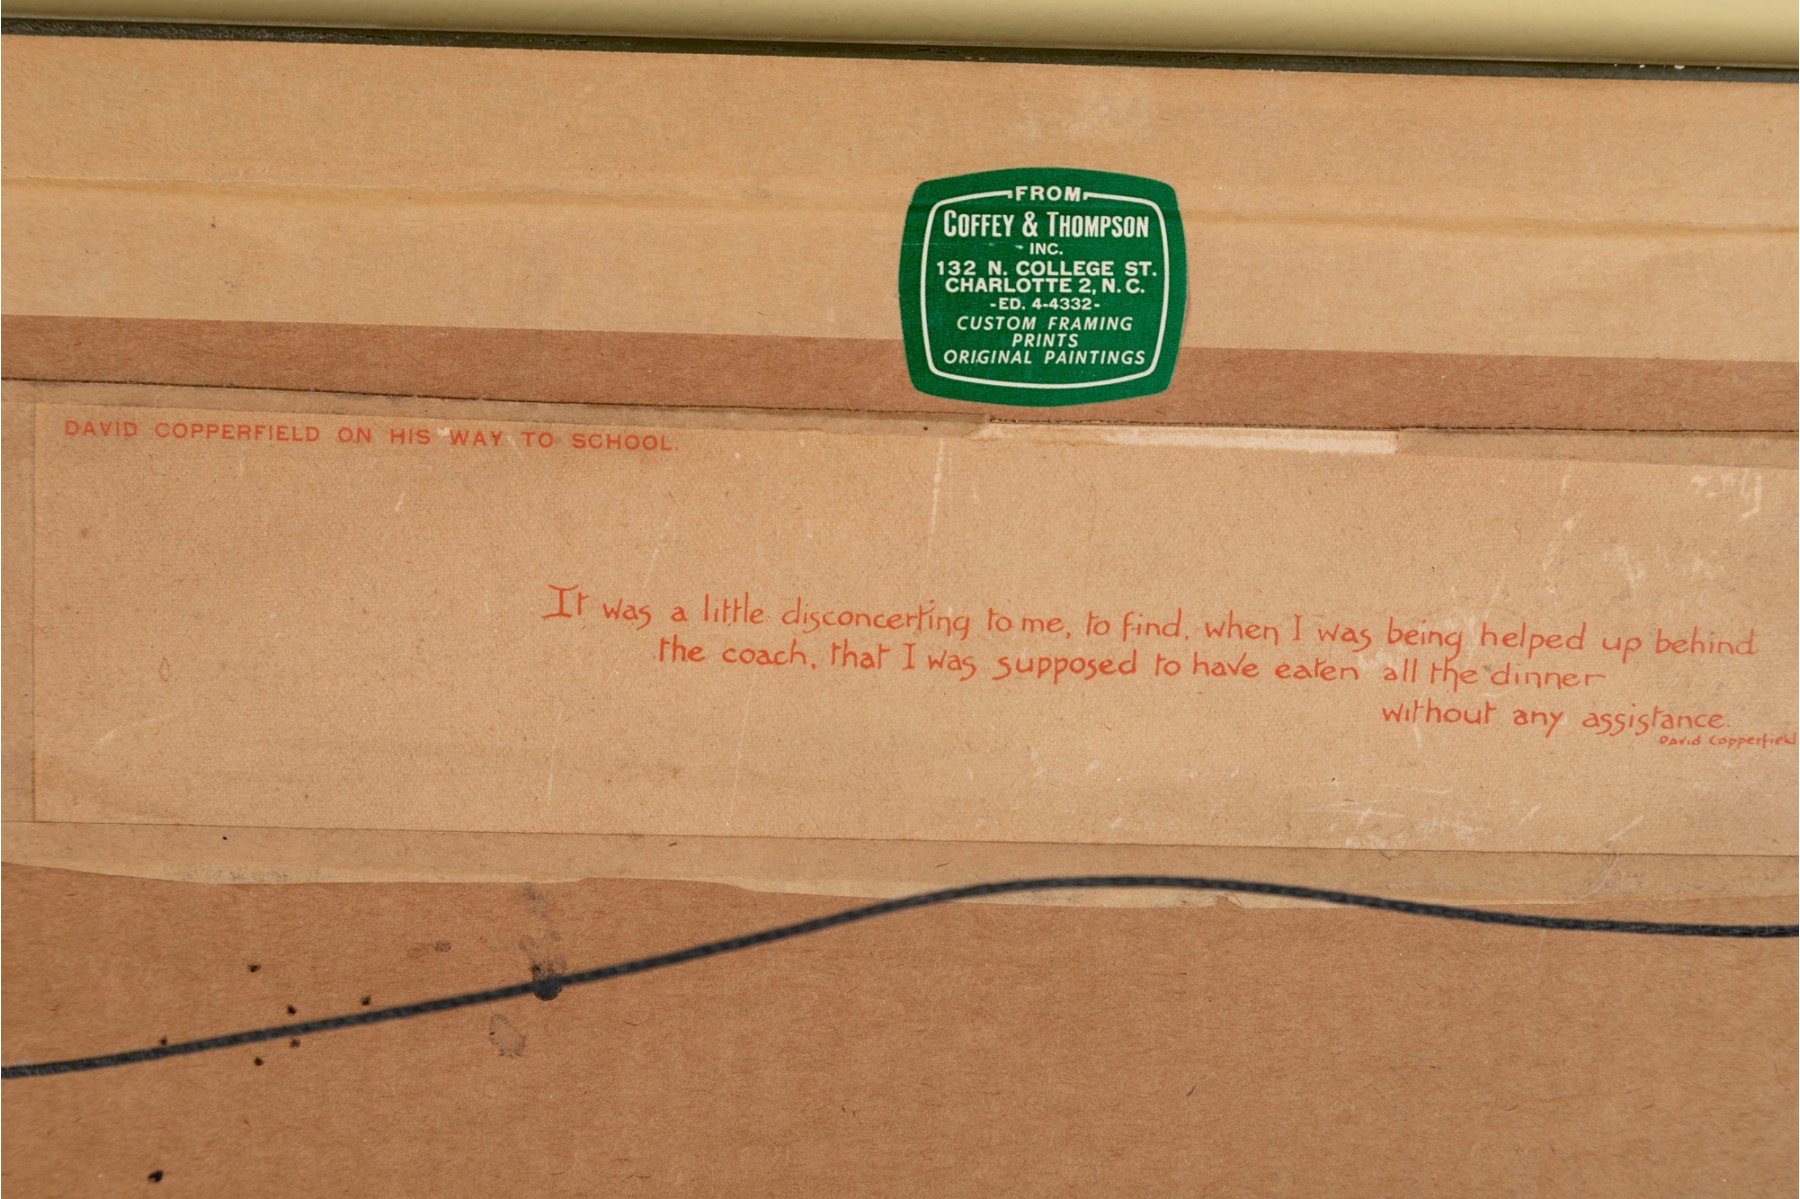 FROM
COFFEY & THOMPSON
INC.
132 N. COLLEGE ST.
CHARLOTTE 2, N. C.
-ED. 4-4332-
CUSTOM FRAMING
PRINTS
ORIGINAL PAINTINGS
DAVID COPPERFIELD ON HIS WAY TO SCHOOL.
It was a little disconcerting to me, to find, when I was being helped up behind
the coach, that I was supposed to have eaten all the dinner
without any assistance.
David Copperfield